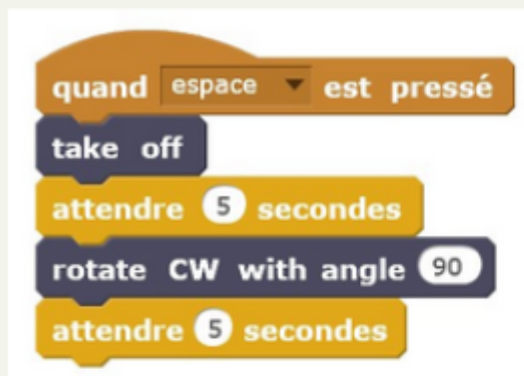 quand espace est pressé
take off
attendre 5 secondes
rotate CW with angle 90
attendre 5 secondes